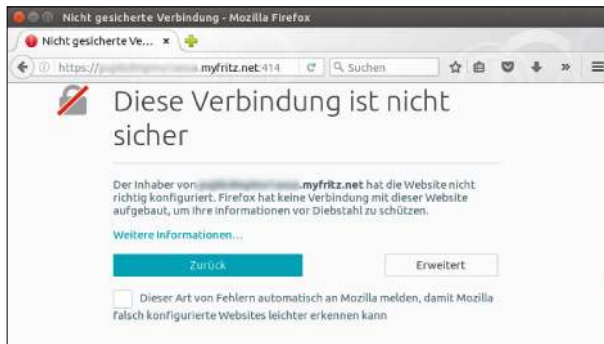 Nicht gesicherte Verbindung - Mozilla Firefox
Nicht gesicherte Ve... ×
https:// .myfritz.net:414 Suchen
Diese Verbindung ist nicht
sicher
Der Inhaber von .myfritz.net hat die Website nicht
richtig konfiguriert. Firefox hat keine Verbindung mit dieser Website
aufgebaut, um Ihre Informationen vor Diebstahl zu schützen.
Weitere Informationen...
Zurück Erweitert
Dieser Art von Fehlern automatisch an Mozilla melden, damit Mozilla
falsch konfigurierte Websites leichter erkennen kann